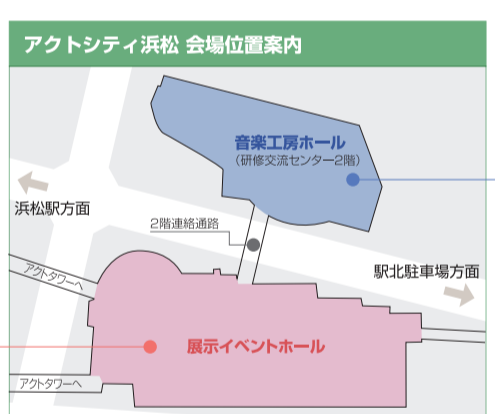 アクトシティ浜松 会場位置案内
音楽工房ホール
(研修交流センター2階)
浜松駅方面
2階連絡通路
アクトタワーへ
駅北駐車場方面
展示イベントホール
アクトタワーへ